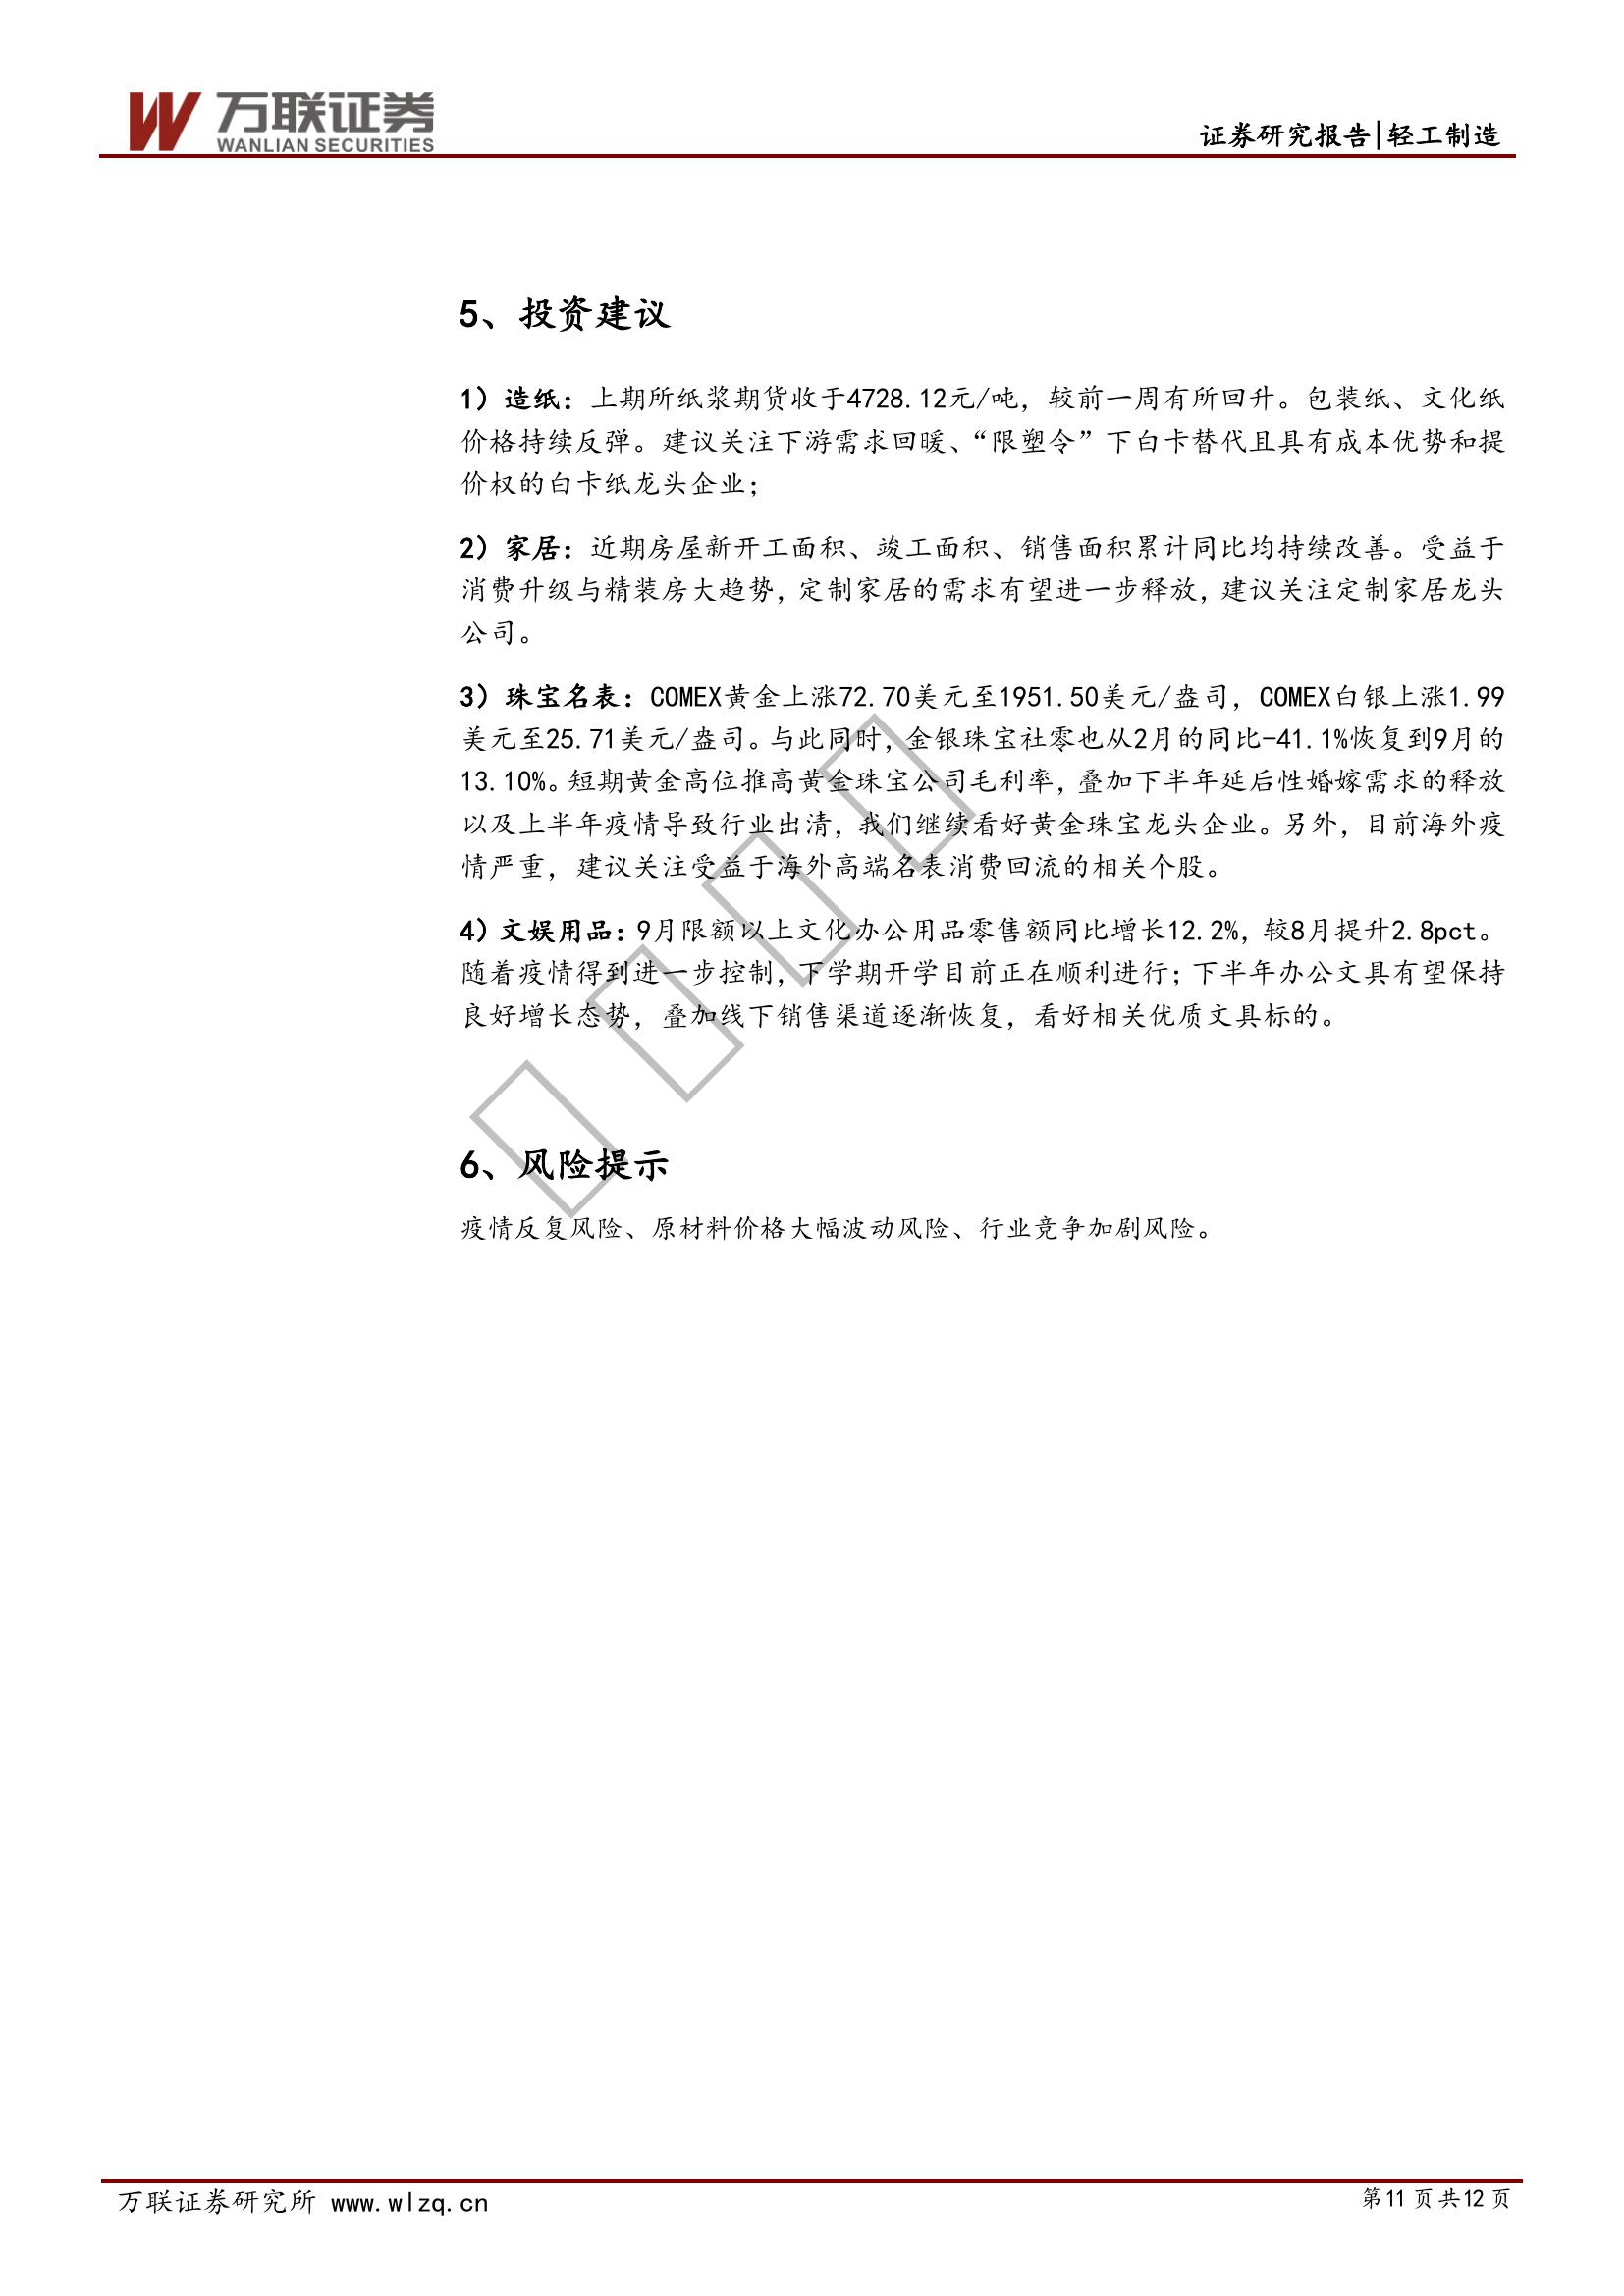 万联证券
WANLIAN SECURITIES
证券研究报告|轻工制造
5、投资建议
1）造纸：上期所纸浆期货收于4728.12元/吨，较前一周有所回升。包装纸、文化纸
价格持续反弹。建议关注下游需求回暖、“限塑令”下白卡替代且具有成本优势和提
价权的白卡纸龙头企业；
2）家居：近期房屋新开工面积、竣工面积、销售面积累计同比均持续改善。受益于
消费升级与精装房大趋势，定制家居的需求有望进一步释放，建议关注定制家居龙头
公司。
3）珠宝名表：COMEX黄金上涨72.70美元至1951.50美元/盎司，COMEX白银上涨1.99
美元至25.71美元/盎司。与此同时，金银珠宝社零也从2月的同比-41.1%恢复到9月的
13.10%。短期黄金高位推高黄金珠宝公司毛利率，叠加下半年延后性婚嫁需求的释放
以及上半年疫情导致行业出清，我们继续看好黄金珠宝龙头企业。另外，目前海外疫
情严重，建议关注受益于海外高端名表消费回流的相关个股。
4）文娱用品：9月限额以上文化办公用品零售额同比增长12.2%，较8月提升2.8pct。
随着疫情得到进一步控制，下学期开学目前正在顺利进行；下半年办公文具有望保持
良好增长态势，叠加线下销售渠道逐渐恢复，看好相关优质文具标的。
6、风险提示
疫情反复风险、原材料价格大幅波动风险、行业竞争加剧风险。
万联证券研究所 www.wlzq.cn
第11页共12页